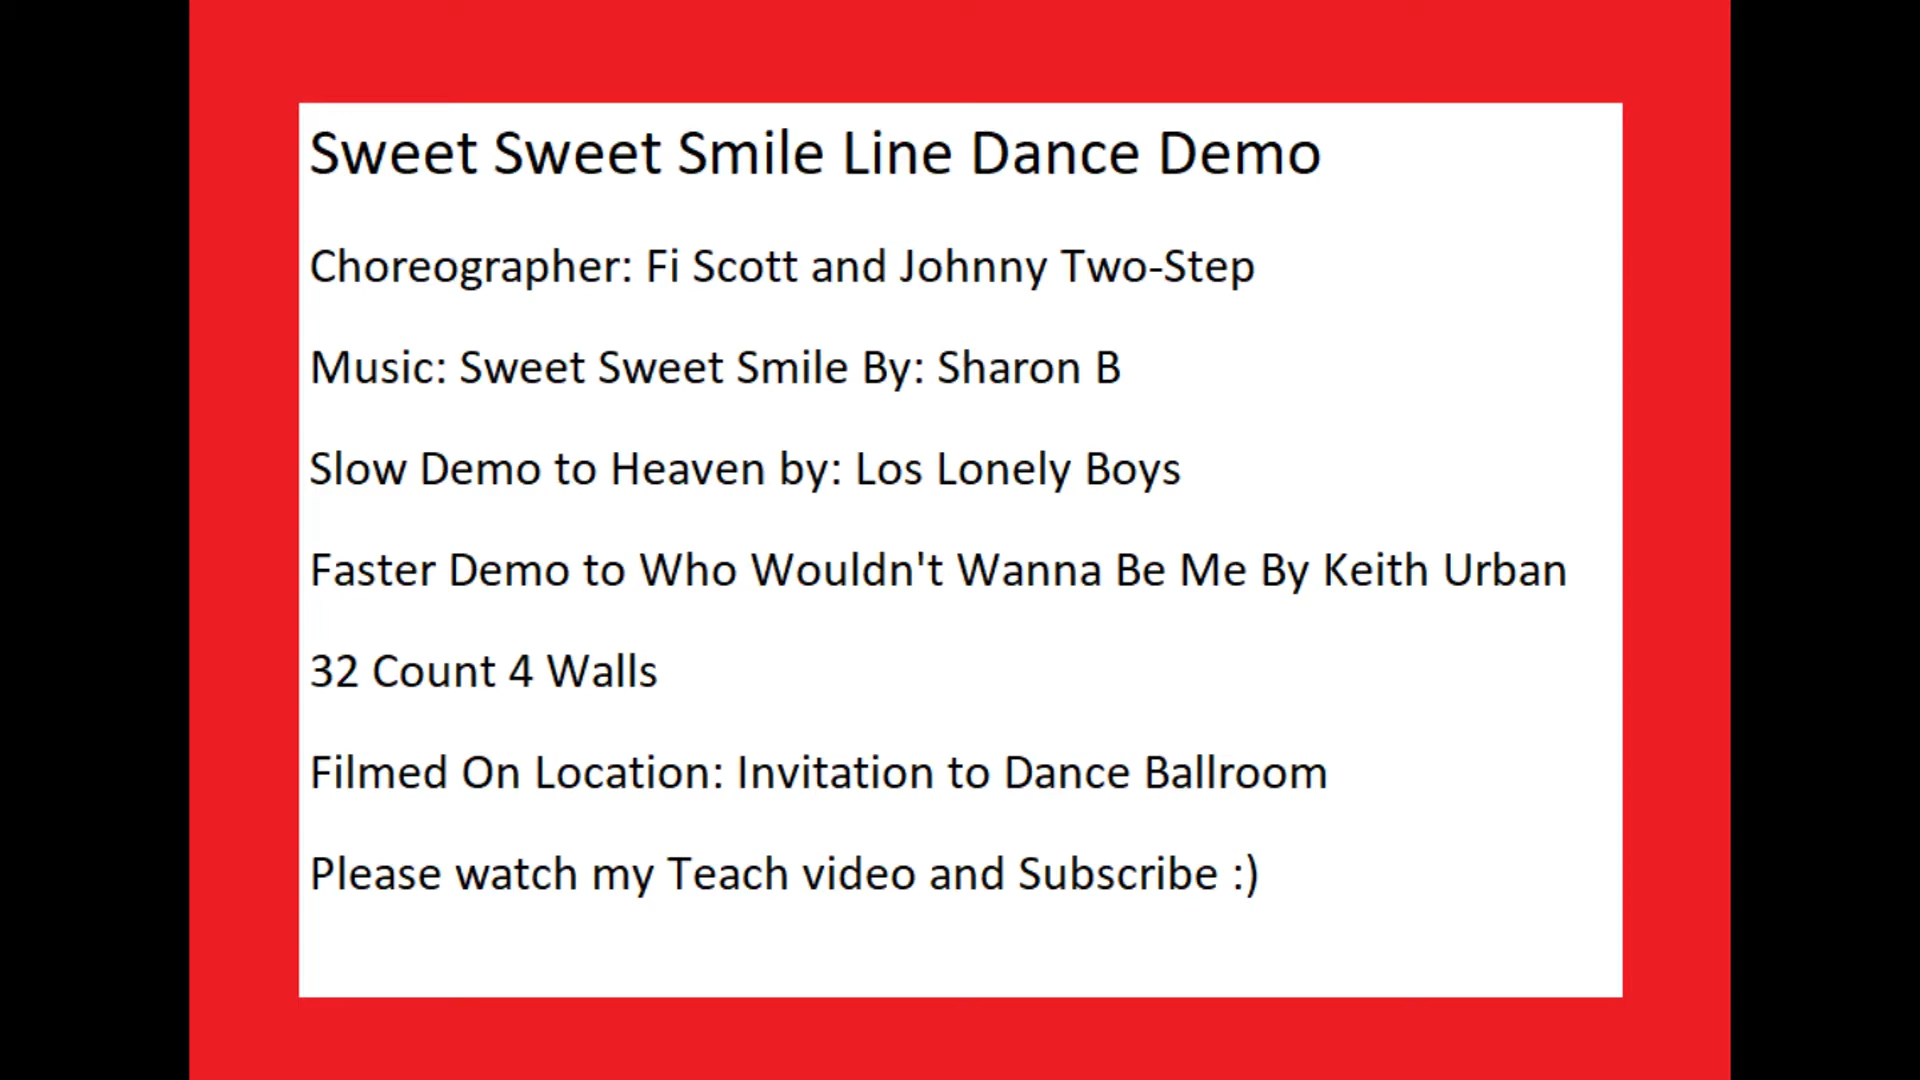 Sweet Sweet Smile Line Dance Demo
Choreographer: Fi Scott and Johnny Two-Step
Music: Sweet Sweet Smile By: Sharon B
Slow Demo to Heaven by: Los Lonely Boys
Faster Demo to Who Wouldn't Wanna Be Me By Keith Urban
32 Count 4 Walls
Filmed On Location: Invitation to Dance Ballroom
Please watch my Teach video and Subscribe :)